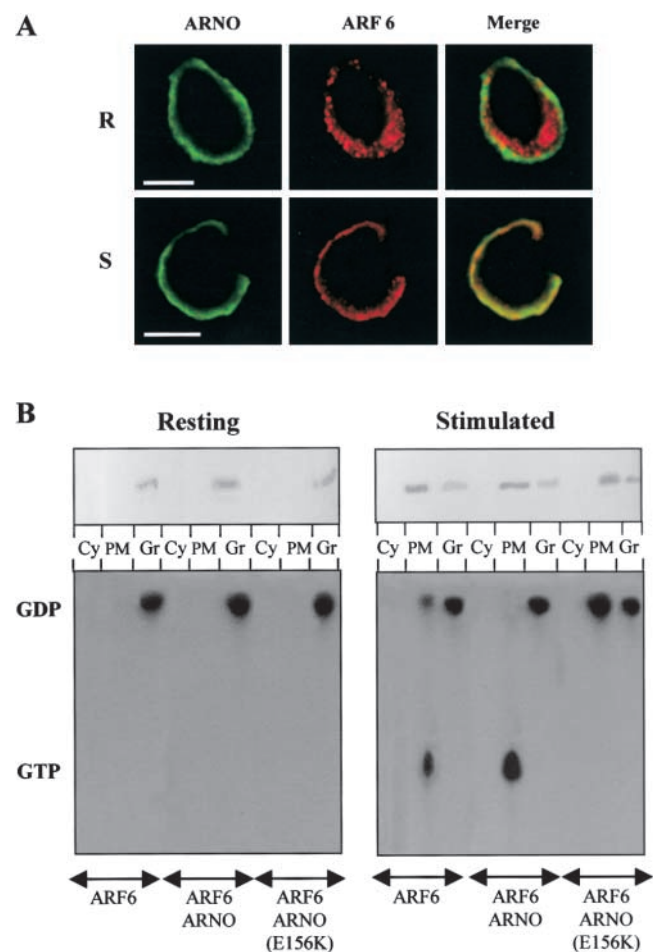 A
ARNO ARF 6 Merge
R
S
B
Resting Stimulated
Cy PM Gr Cy PM Gr Cy PM Gr Cy PM Gr Cy PM Gr Cy PM Gr
GDP
GTP
ARF6 ARF6 ARF6 ARF6 ARF6 ARF6
ARNO ARNO ARNO ARNO
(E156K) (E156K)